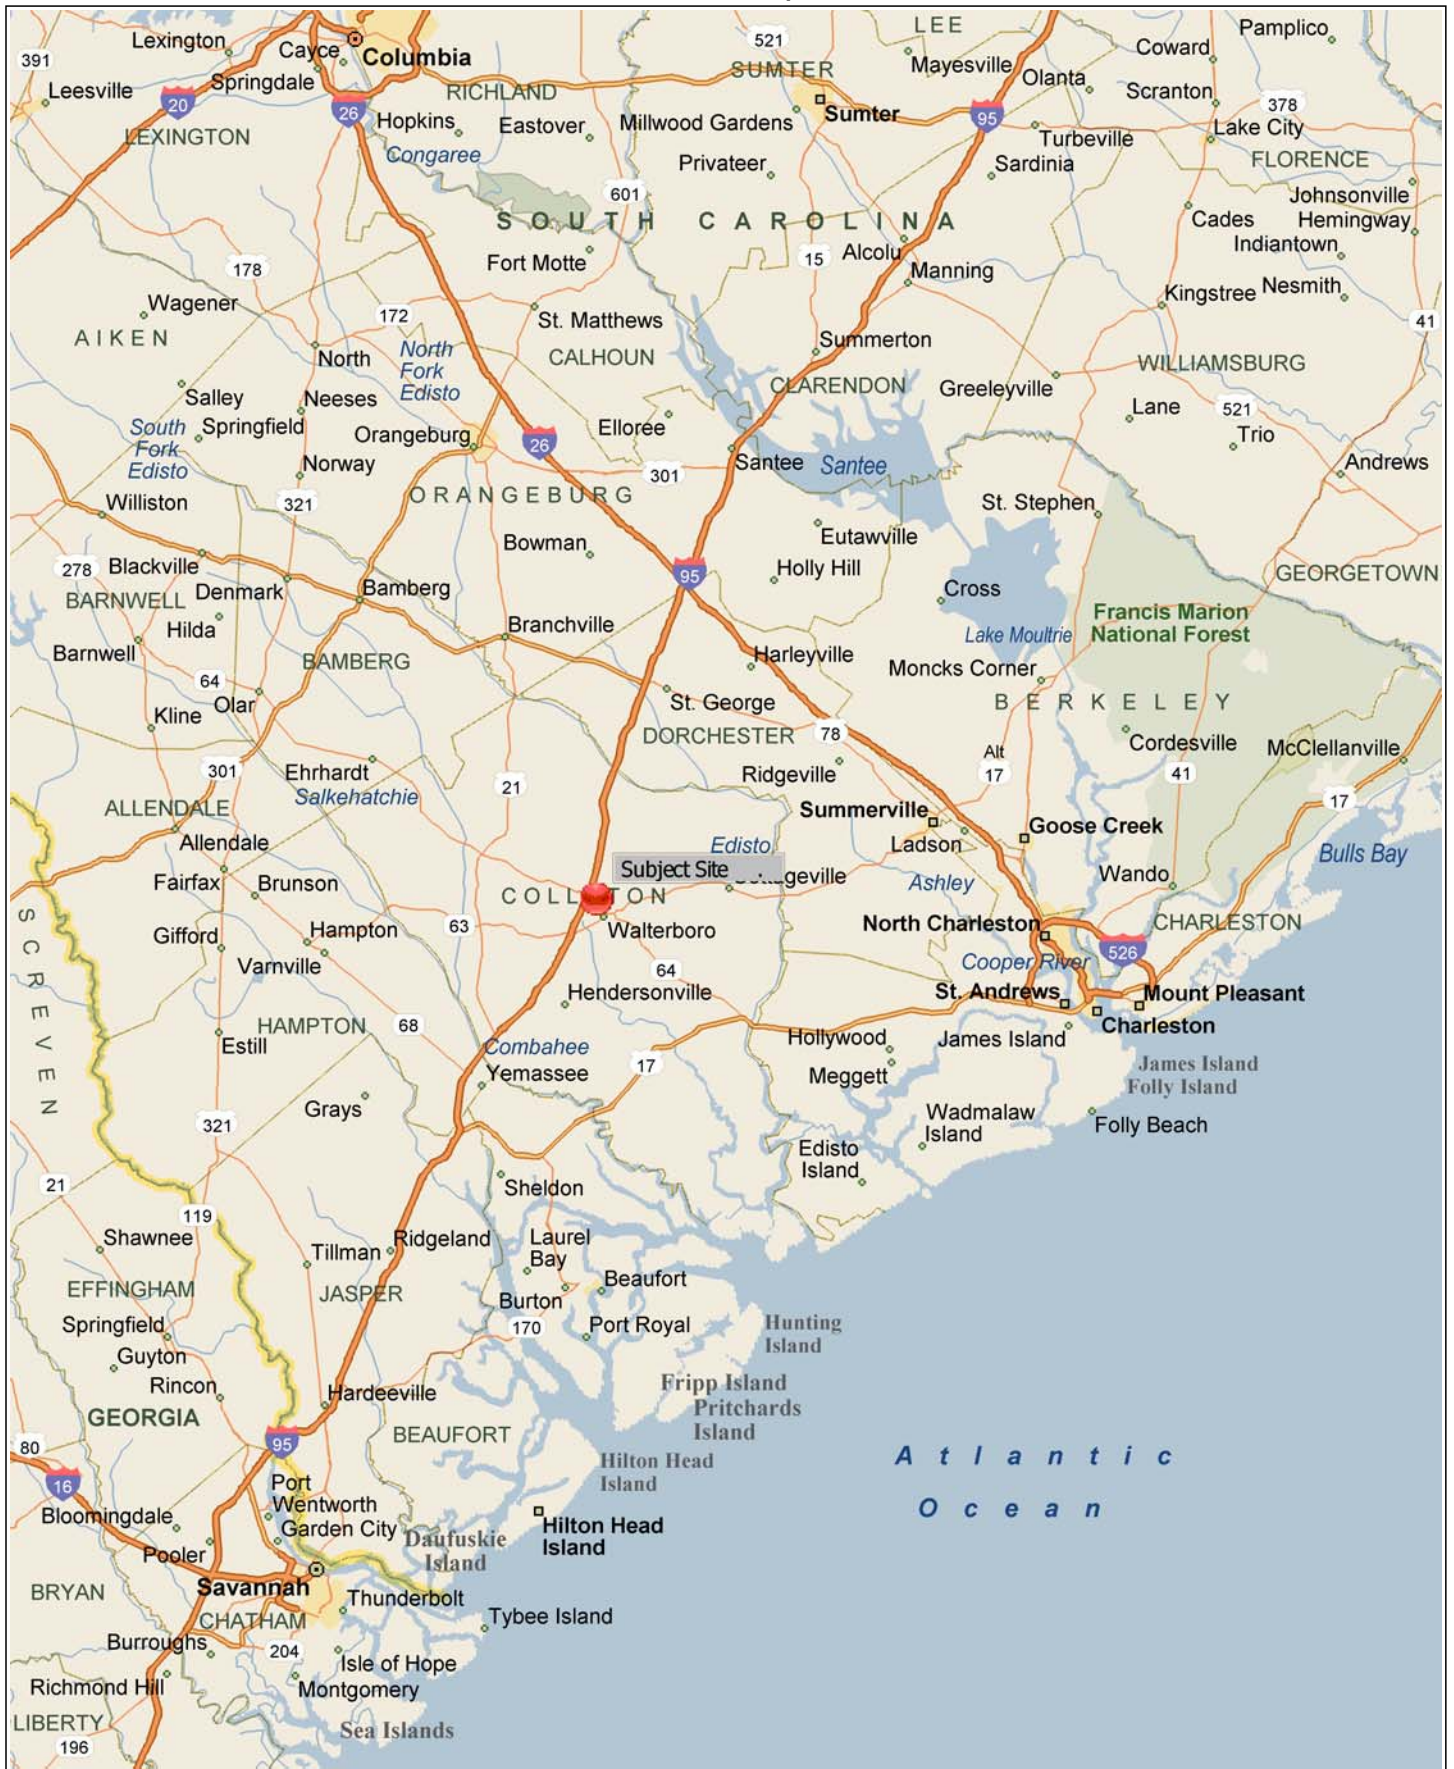 Pamplico
LEE
521
Coward
Lexington
Cayce
Columbia
391
Mayesville
SUMTER
Olanta
Springdale
Leesville
RICHLAND
Scranton
378
20
26
Sumter
95
Hopkins
Eastover
Millwood Gardens
Turbeville
Lake City
LEXINGTON
Congaree
Privateer
Sardinia
FLORENCE
601
Johnsonville
SOUTH CAROLINA
Cades
Hemingway
Indiantown
Alcolu
15
Fort Motte
178
Manning
Nesmith
Kingstree
Wagener
172
St. Matthews
41
AIKEN
Summerton
North
North
Fork
Edisto
CALHOUN
WILLIAMSBURG
CLARENDON
Greeleyville
Salley
Neeses
Lane
521
South
Fork
Edisto
Springfield
Orangeburg
26
Elloree
Trio
Norway
Santee
Santee
Andrews
301
ORANGEBURG
Williston
321
St. Stephen
Bowman
Eutawville
278
Blackville
95
Holly Hill
GEORGETOWN
Denmark
Bamberg
Cross
BARNWELL
Francis Marion
National Forest
Hilda
Branchville
Lake Moultrie
Barnwell
Harleyville
BAMBERG
Moncks Corner
64
Olar
St. George
BERKELEY
Kline
DORCHESTER
78
Cordesville
McClellanville
Alt
17
301
Ehrhardt
Ridgeville
41
21
Salkehatchie
17
ALLENDALE
Summerville
Goose Creek
Allendale
Edisto
Ladson
Bulls Bay
Subject Site
Fairfax
Brunson
Ashley
Wando
COLL TON
North Charleston
CHARLESTON
63
Hampton
Walterboro
Gifford
526
Varnville
Cooper River
64
SCREVEN
Hendersonville
St. Andrews
Mount Pleasant
HAMPTON
68
Charleston
Estill
Hollywood
James Island
Combahee
17
James Island
Yemassee
Meggett
Folly Island
Grays
Wadmalaw
Island
321
Folly Beach
Edisto
Island
21
Sheldon
119
Shawnee
Ridgeland
Laurel
Bay
Tillman
EFFINGHAM
JASPER
Beaufort
Burton
Springfield
170
Port Royal
Hunting
Island
Guyton
Rincon
Fripp Island
Hardeeville
Pritchards
Island
GEORGIA
BEAUFORT
80
95
Atlantic
Ocean
Hilton Head
Island
16
Port
Wentworth
Bloomingdale
Garden City
Hilton Head
Island
Daufuskie
Island
Pooler
Savannah
BRYAN
Thunderbolt
CHATHAM
Tybee Island
Burroughs
204
Isle of Hope
Richmond Hill
Montgomery
LIBERTY
Sea Islands
196